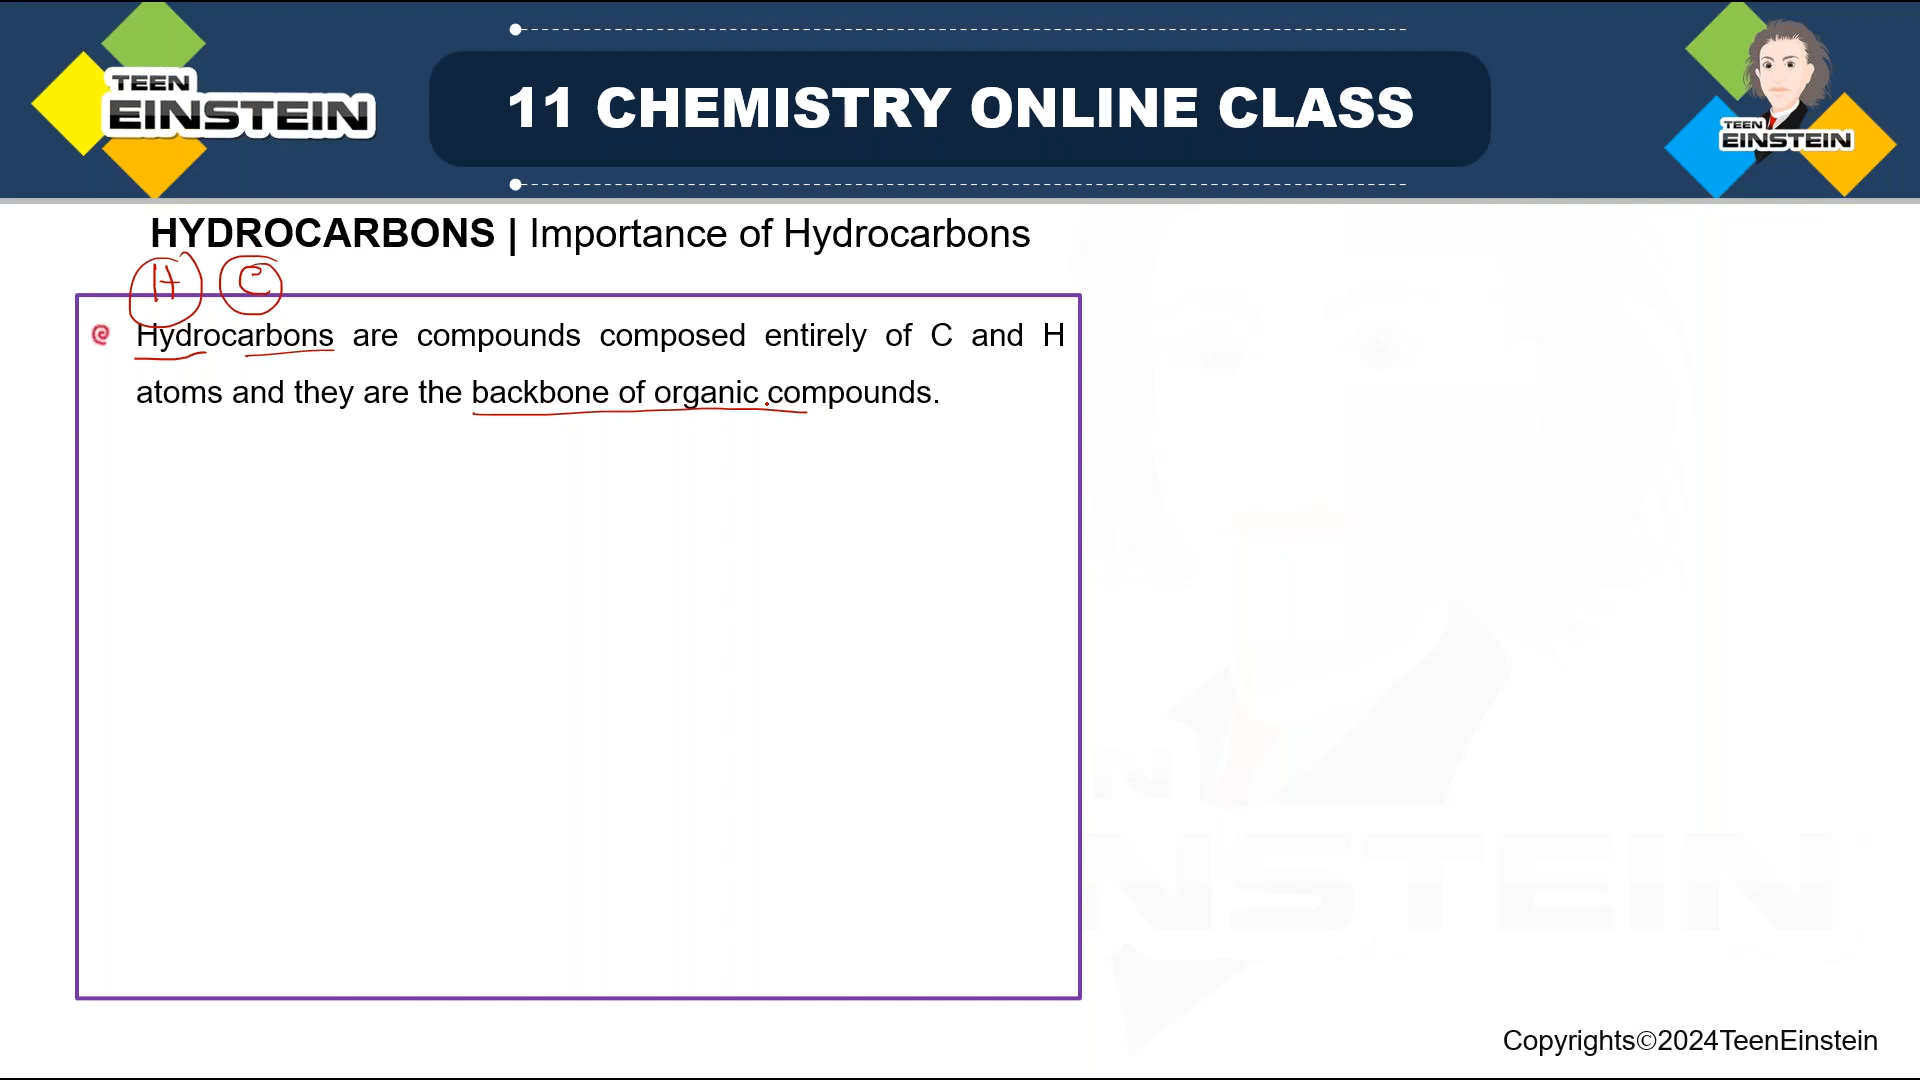 TEEN
EINSTEIN
11 CHEMISTRY ONLINE CLASS
TEEN
EINSTEIN
HYDROCARBONS | Importance of Hydrocarbons
H C
Hydrocarbons are compounds composed entirely of C and H
atoms and they are the backbone of organic compounds.
N
NSTEIN
Copyrights©2024TeenEinstein